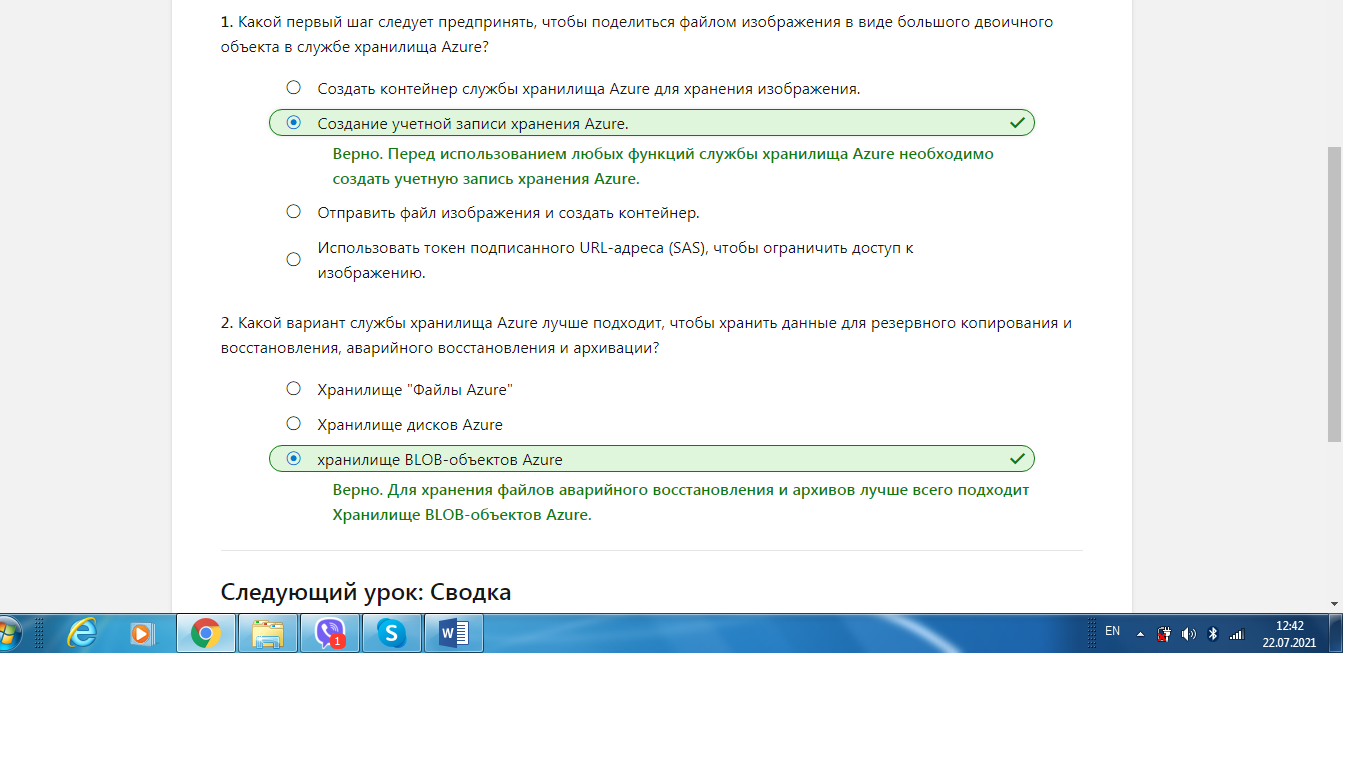 1. Какой первый шаг следует предпринять, чтобы поделиться файлом изображения в виде большого двоичного
объекта в службе хранилища Azure?
Создать контейнер службы хранилища Azure для хранения изображения.
Создание учетной записи хранения Azure.
Верно. Перед использованием любых функций службы хранилища Azure необходимо
создать учетную запись хранения Azure.
Отправить файл изображения и создать контейнер.
Использовать токен подписанного URL-адреса (SAS), чтобы ограничить доступ к
изображению.
2. Какой вариант службы хранилища Azure лучше подходит, чтобы хранить данные для резервного копирования и
восстановления, аварийного восстановления и архивации?
Хранилище "Файлы Azure"
Хранилище дисков Azure
хранилище BLOB-объектов Azure
Верно. Для хранения файлов аварийного восстановления и архивов лучше всего подходит
Хранилище BLOB-объектов Azure.
Следующий урок: Сводка
1
EN
12:42
22.07.2021